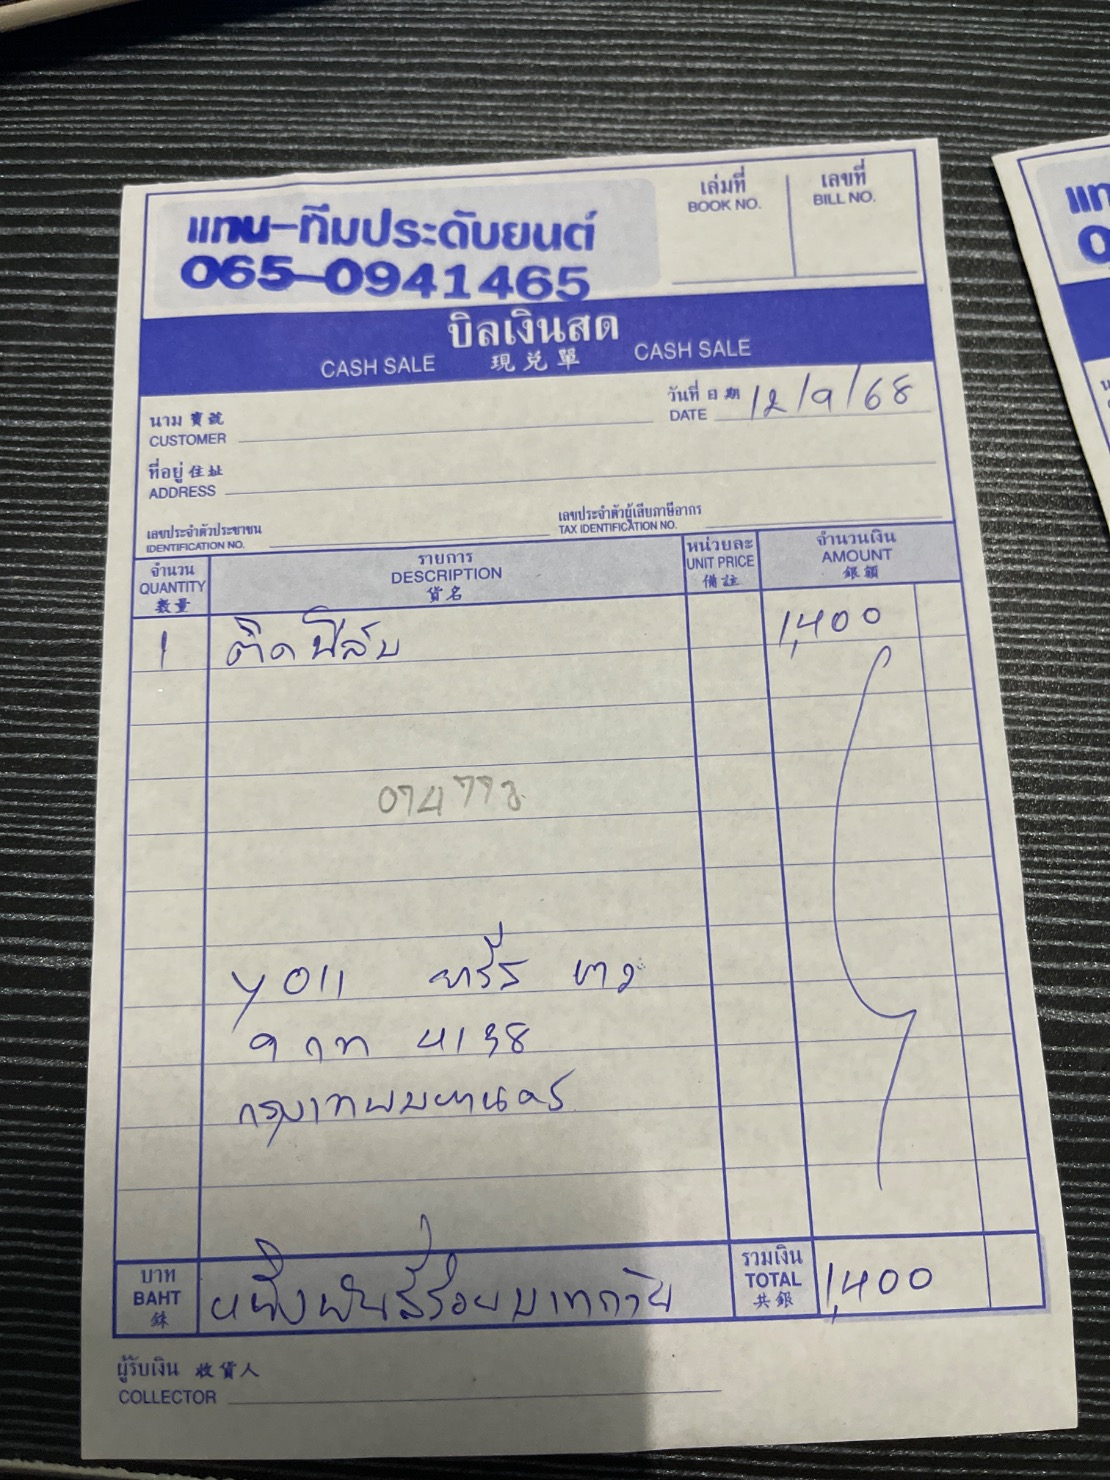 แทน-ทีมประดับยนต์
065-0941465
เล่มที่
BOOK NO.
เลขที่
BILL NO.
บิลเงินสด
CASH SALE 現兌單 CASH SALE
นาม 寶號
CUSTOMER
วันที่ 日期
DATE 12/9/68
ที่อยู่ 住址
ADDRESS
เลขประจำตัวประชาชน
IDENTIFICATION NO.
เลขประจำตัวผู้เสียภาษีอากร
TAX IDENTIFICATION NO.
จำนวน
QUANTITY
數量
รายการ
DESCRIPTION
貨名
หน่วยละ
UNIT PRICE
備註
จำนวนเงิน
AMOUNT
銀額
1 ติดฟิล์ม 1,400
Y011 ยารีส
9 กท 4138
กรุงเทพมหานคร
บาท
BAHT
銖
หนึ่งพันสี่ร้อยบาทถ้วน
รวมเงิน
TOTAL
共銀
1,400
ผู้รับเงิน 收貨人
COLLECTOR